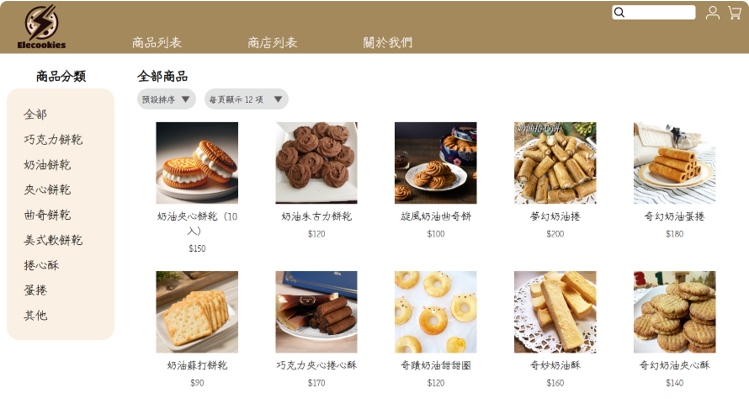 Elecookies
商品列表
商店列表
關於我們
商品分類
全部
巧克力餅乾
奶油餅乾
夾心餅乾
曲奇餅乾
美式軟餅乾
捲心酥
蛋捲
其他
全部商品
預設排序 ▼
每頁顯示 12 項 ▼
奶油夾心餅乾 (10
入)
$150
奶油朱古力餅乾
$120
旋風奶油曲奇餅
$100
夢幻奶油捲
$200
奇幻奶油蛋捲
$180
奶油蘇打餅乾
$90
巧克力夾心捲心酥
$170
奇蹟奶油甜甜圈
$120
奇妙奶油酥
$160
奇幻奶油夾心酥
$140